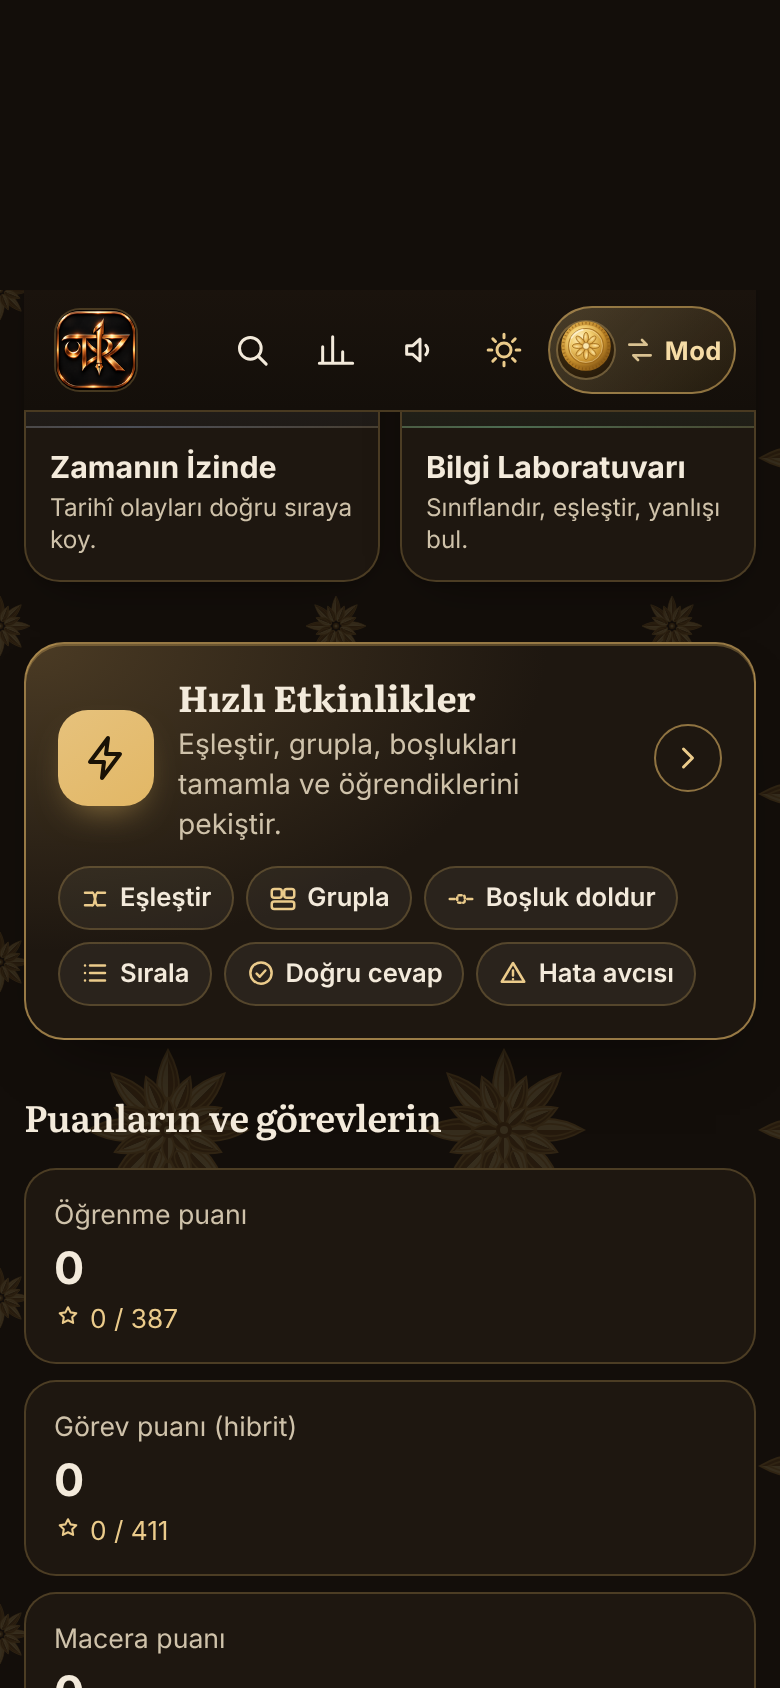 Mod
Zamanın İzinde
Tarihî olayları doğru sıraya
koy.
Bilgi Laboratuvarı
Sınıflandır, eşleştir, yanlışı
bul.
Hızlı Etkinlikler
Eşleştir, grupla, boşlukları
tamamla ve öğrendiklerini
pekiştir.
Eşleştir
Grupla
Boşluk doldur
Sırala
Doğru cevap
Hata avcısı
Puanların ve görevlerin
Öğrenme puanı
0
0 / 387
Görev puanı (hibrit)
0
0 / 411
Macera puanı
0